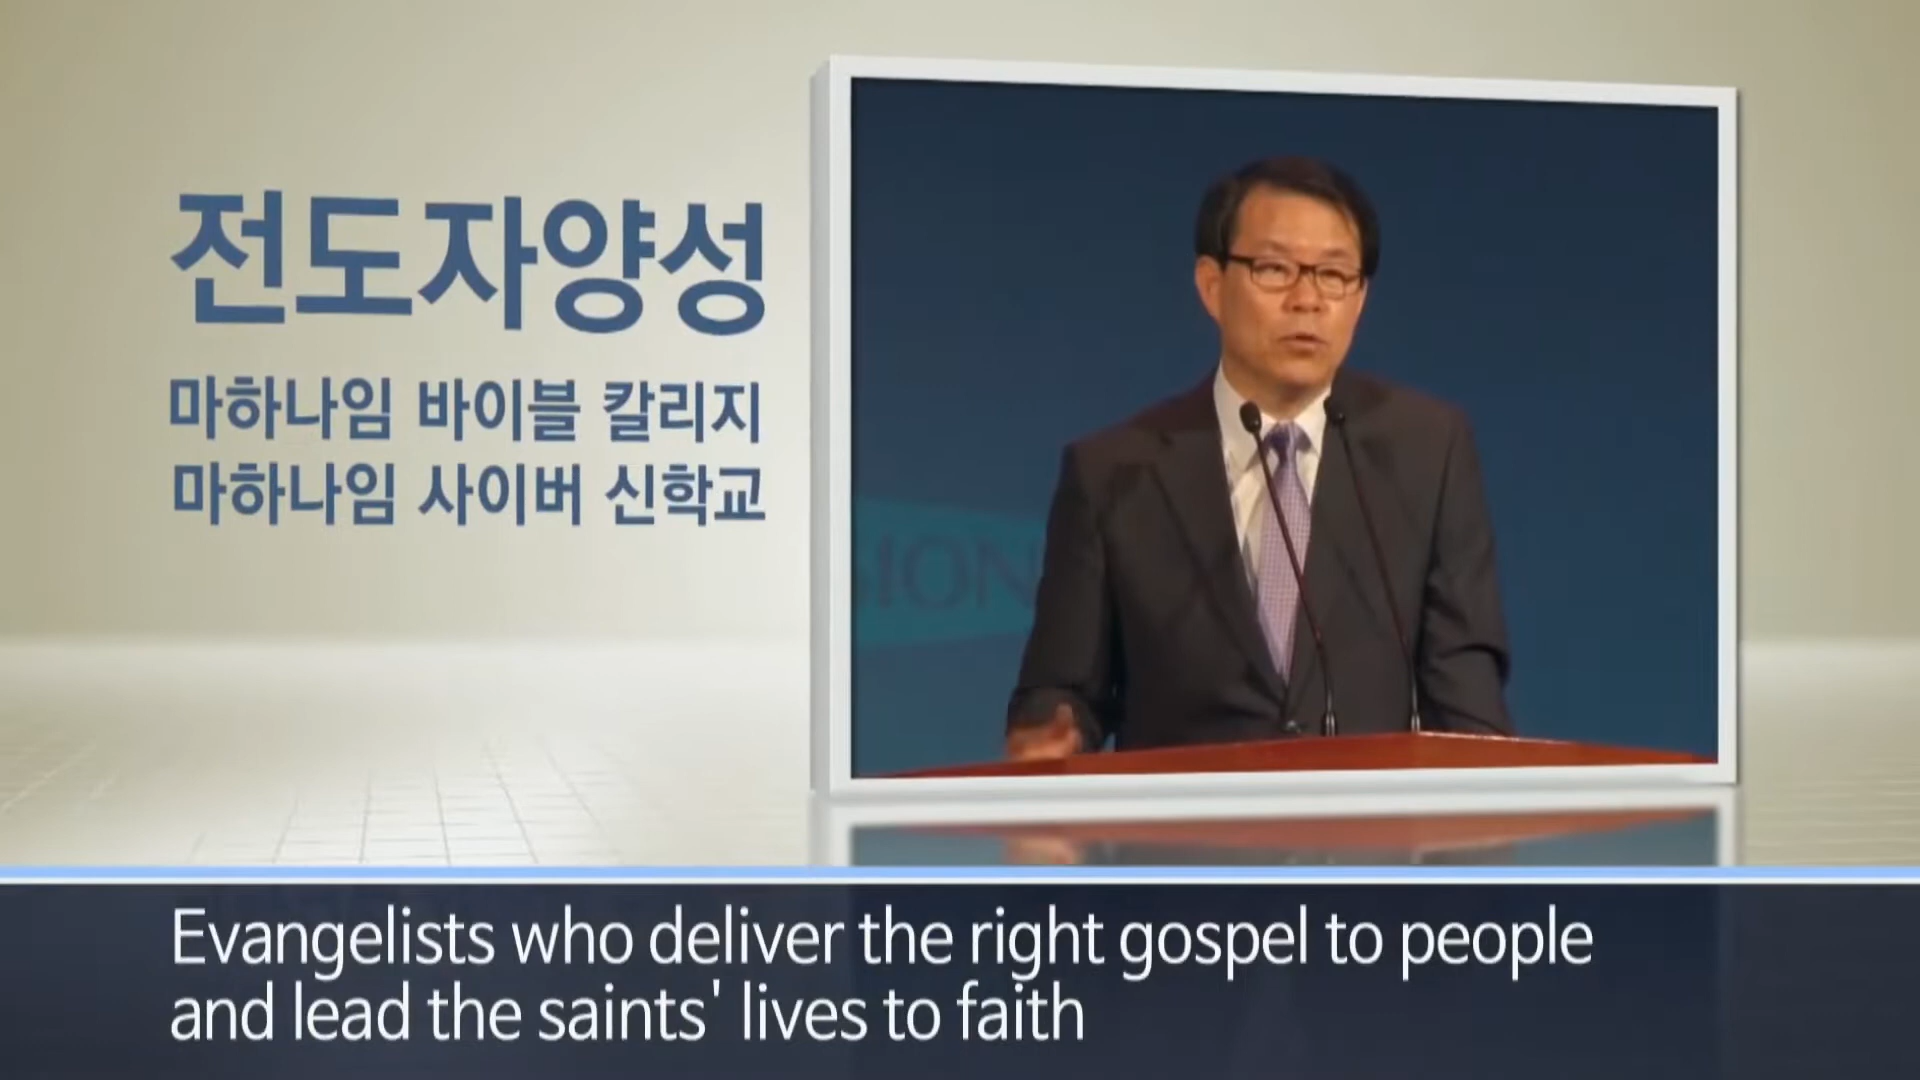 전도자양성
마하나임 바이블 칼리지
마하나임 사이버 신학교
SION
Evangelists who deliver the right gospel to people
and lead the saints' lives to faith